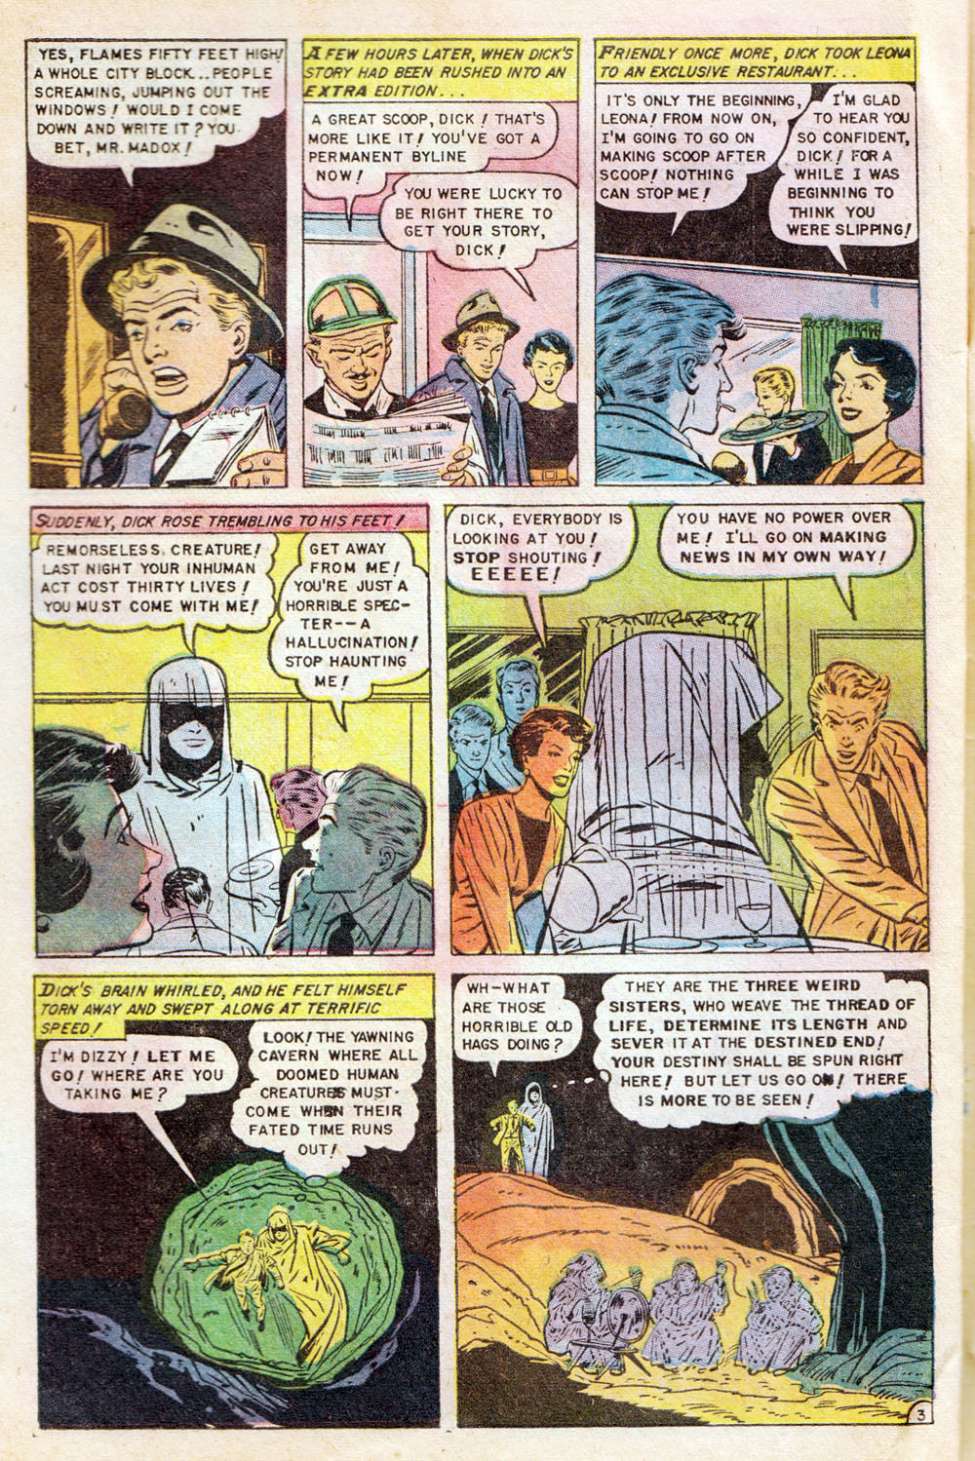 YES, FLAMES FIFTY FEET HIGH!
A WHOLE CITY BLOCK... PEOPLE
SCREAMING, JUMPING OUT THE
WINDOWS! WOULD I COME
DOWN AND WRITE IT? YOU
BET, MR. MADOX!
A FEW HOURS LATER, WHEN DICK'S
STORY HAD BEEN RUSHED INTO AN
EXTRA EDITION...
A GREAT SCOOP, DICK! THAT'S
MORE LIKE IT! YOU'VE GOT A
PERMANENT BYLINE
NOW!
YOU WERE LUCKY TO
BE RIGHT THERE TO
GET YOUR STORY,
DICK!
FRIENDLY ONCE MORE, DICK TOOK LEONA
TO AN EXCLUSIVE RESTAURANT...
IT'S ONLY THE BEGINNING,
LEONA! FROM NOW ON,
I'M GOING TO GO ON
MAKING SCOOP AFTER
SCOOP! NOTHING
CAN STOP ME!
I'M GLAD
TO HEAR YOU
SO CONFIDENT,
DICK! FOR A
WHILE I WAS
BEGINNING TO
THINK YOU
WERE SLIPPING!
SUDDENLY, DICK ROSE TREMBLING TO HIS FEET!
REMORSELESS CREATURE!
LAST NIGHT YOUR INHUMAN
ACT COST THIRTY LIVES!
YOU MUST COME WITH ME!
GET AWAY
FROM ME!
YOU'RE JUST A
HORRIBLE SPEC-
TER--A
HALLUCINATION!
STOP HAUNTING
ME!
DICK, EVERYBODY IS
LOOKING AT YOU!
STOP SHOUTING!
EEEEE!
YOU HAVE NO POWER OVER
ME! I'LL GO ON MAKING
NEWS IN MY OWN WAY!
DICK'S BRAIN WHIRLED, AND HE FELT HIMSELF
TORN AWAY AND SWEPT ALONG AT TERRIFIC
SPEED!
I'M DIZZY! LET ME
GO! WHERE ARE YOU
TAKING ME?
LOOK! THE YAWNING
CAVERN WHERE ALL
DOOMED HUMAN
CREATURES MUST
COME WHEN THEIR
FATED TIME RUNS
OUT!
WH-WHAT
ARE THOSE
HORRIBLE OLD
HAGS DOING?
THEY ARE THE THREE WEIRD
SISTERS, WHO WEAVE THE THREAD OF
LIFE, DETERMINE ITS LENGTH AND
SEVER IT AT THE DESTINED END!
YOUR DESTINY SHALL BE SPUN RIGHT
HERE! BUT LET US GO ON! THERE
IS MORE TO BE SEEN!
3